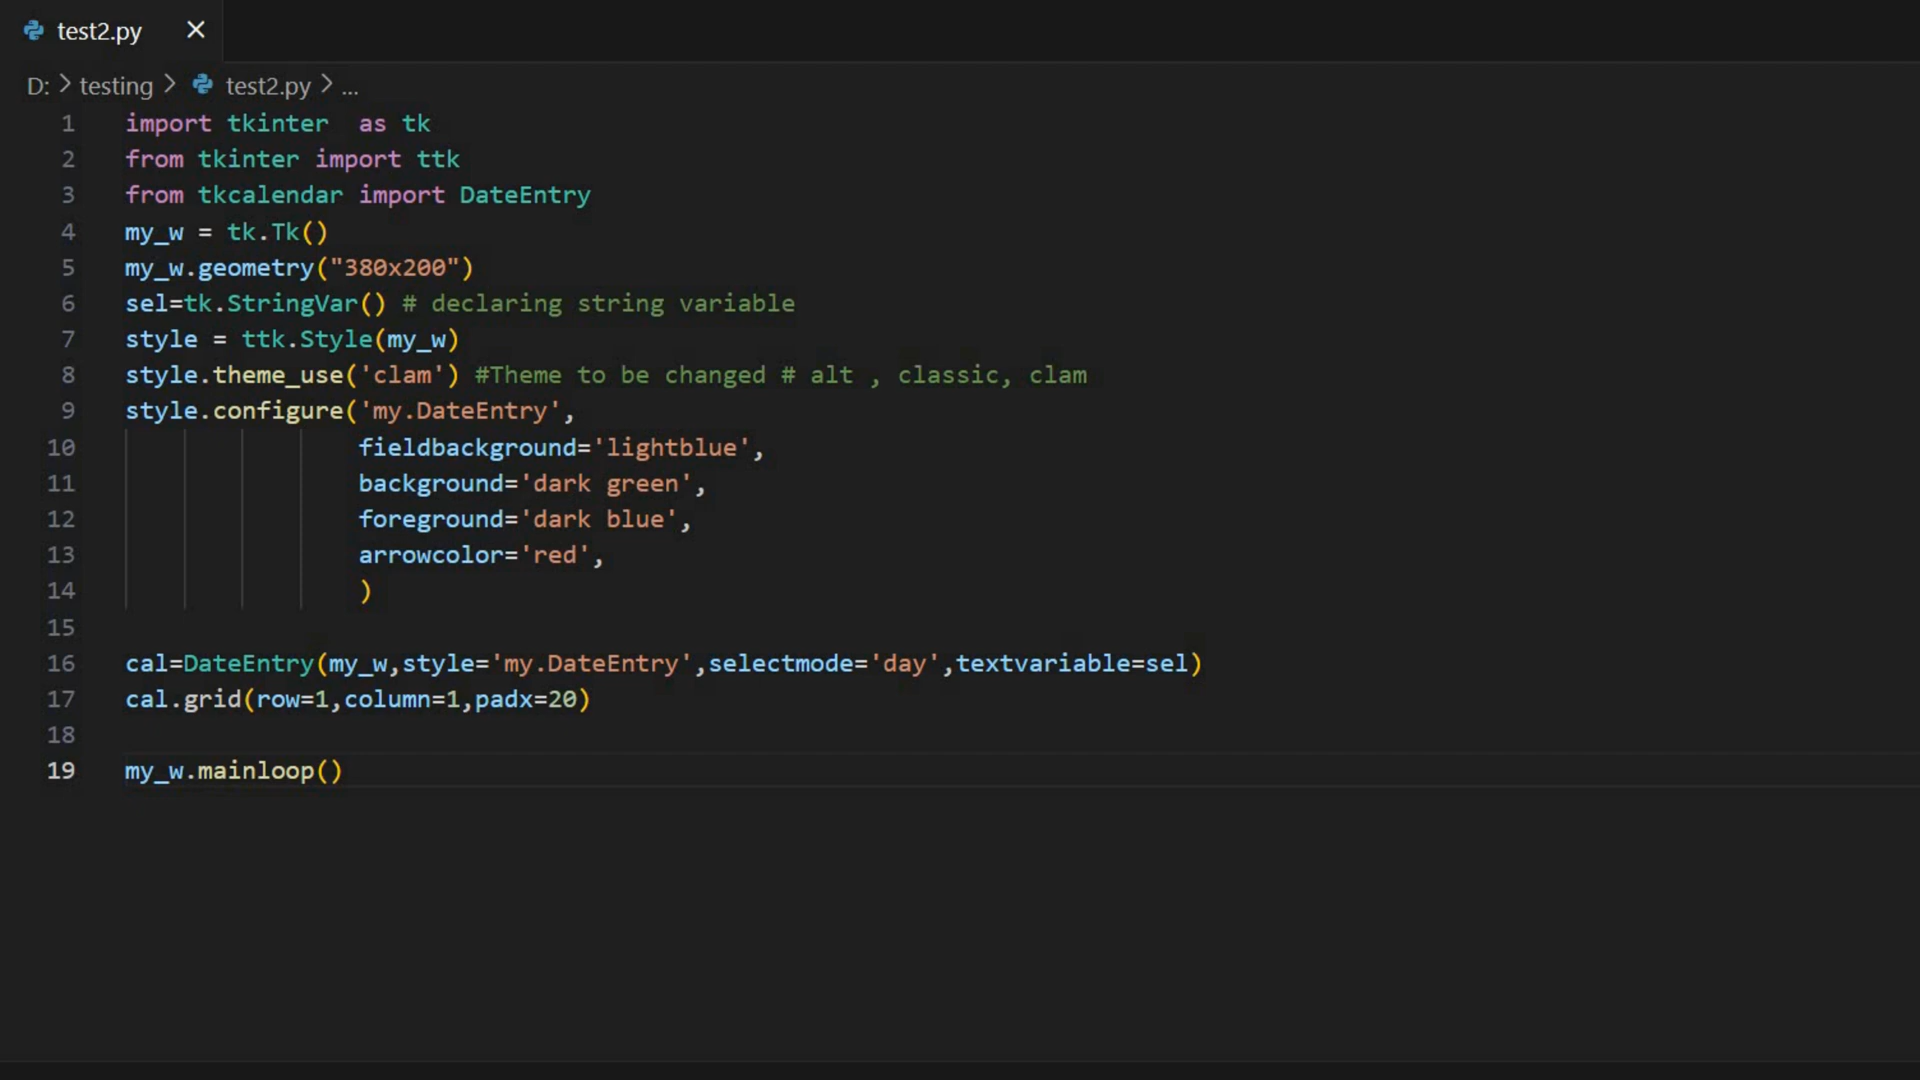 test2.py ×
D: > testing > test2.py > ...
1 import tkinter  as tk
2 from tkinter import ttk
3 from tkcalendar import DateEntry
4 my_w = tk.Tk()
5 my_w.geometry("380x200")
6 sel=tk.StringVar() # declaring string variable
7 style = ttk.Style(my_w)
8 style.theme_use('clam') #Theme to be changed # alt , classic, clam
9 style.configure('my.DateEntry',
10                 fieldbackground='lightblue',
11                 background='dark green',
12                 foreground='dark blue',
13                 arrowcolor='red',
14                 )
15
16 cal=DateEntry(my_w,style='my.DateEntry',selectmode='day',textvariable=sel)
17 cal.grid(row=1,column=1,padx=20)
18
19 my_w.mainloop()